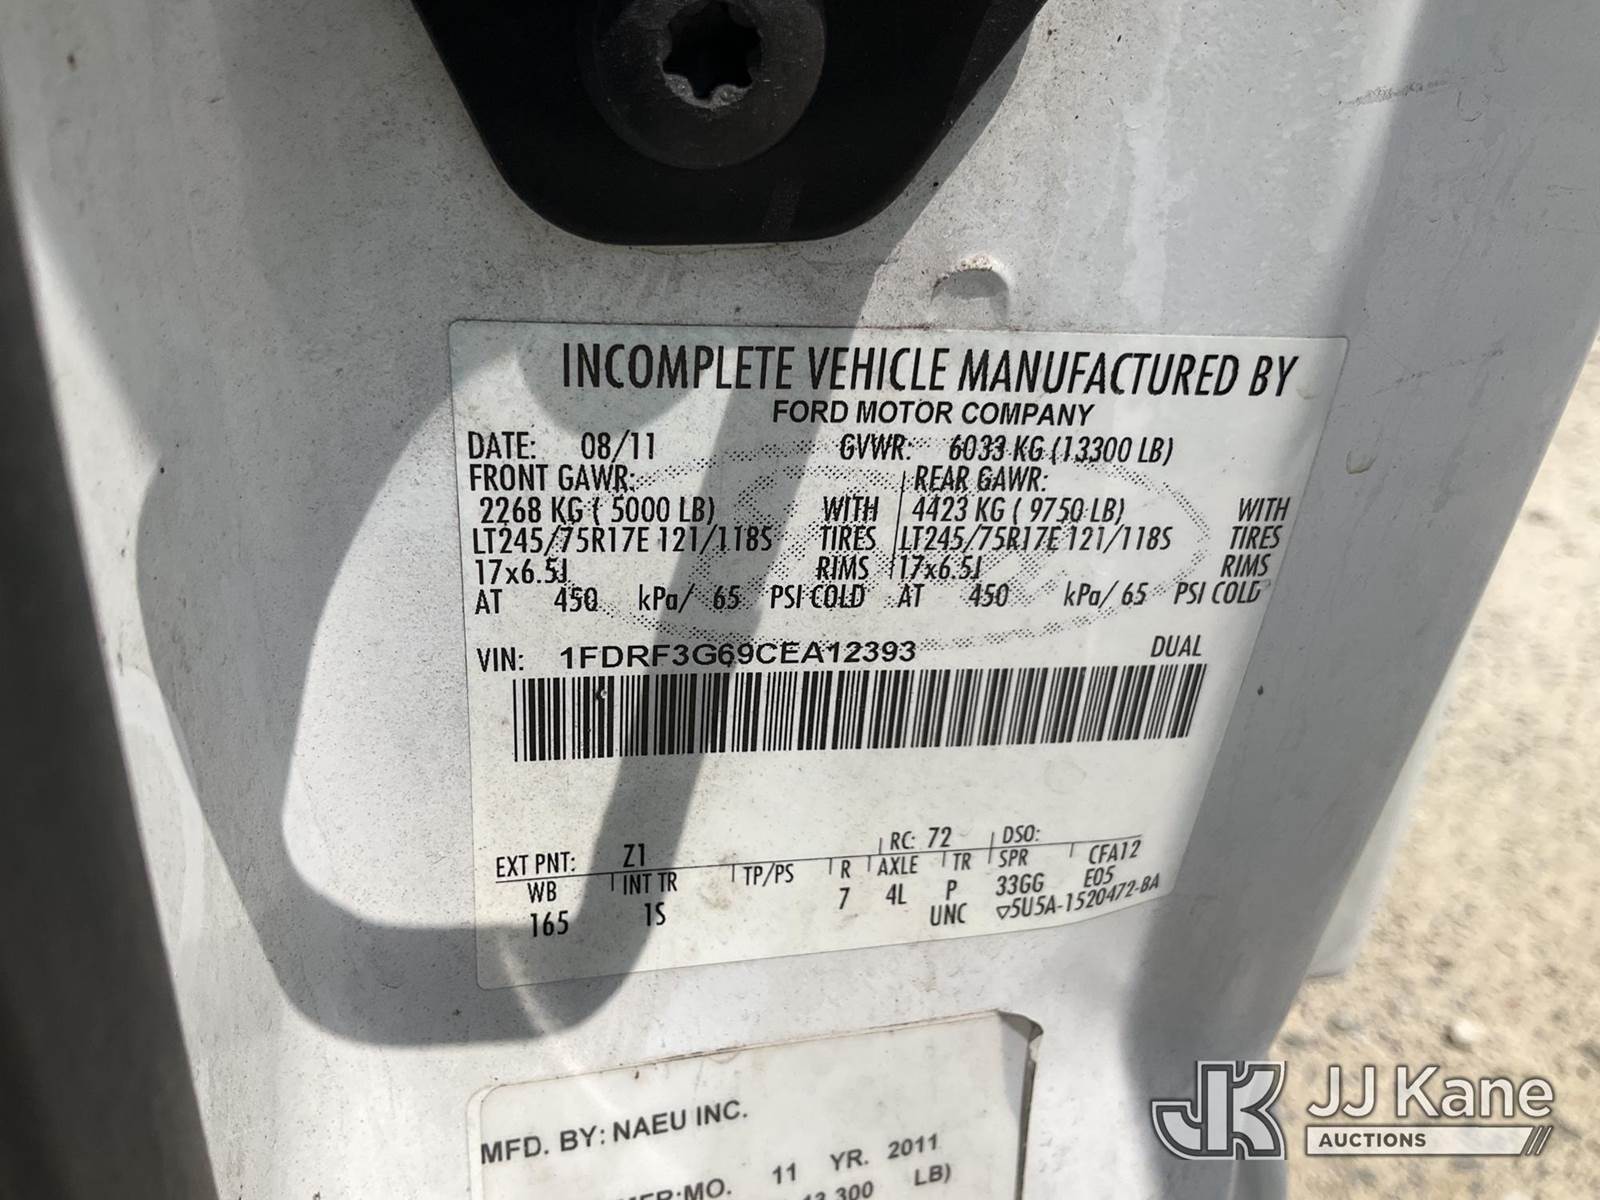 INCOMPLETE VEHICLE MANUFACTURED BY
FORD MOTOR COMPANY
DATE: 08/11 GVWR: 6033 KG (13300 LB)
FRONT GAWR: REAR GAWR:
2268 KG ( 5000 LB) WITH 4423 KG ( 9750 LB) WITH
LT245/75R17E 121/118S TIRES LT245/75R17E 121/118S TIRES
17x6.5J RIMS 17x6.5J RIMS
AT 450 kPa/ 65 PSI COLD AT 450 kPa/ 65 PSI COLD
VIN: 1FDRF3G69CEA12393 DUAL
EXT PNT: Z1 RC: 72 DSO:
WB INT TR TP/PS R AXLE TR SPR CFA12
165 1S 7 4L P 33GG E05
UNC ▽5U5A-1520472-BA
MFD. BY: NAEU INC.
MO. 11 YR. 2011
300 LB)
JK JJ Kane
AUCTIONS